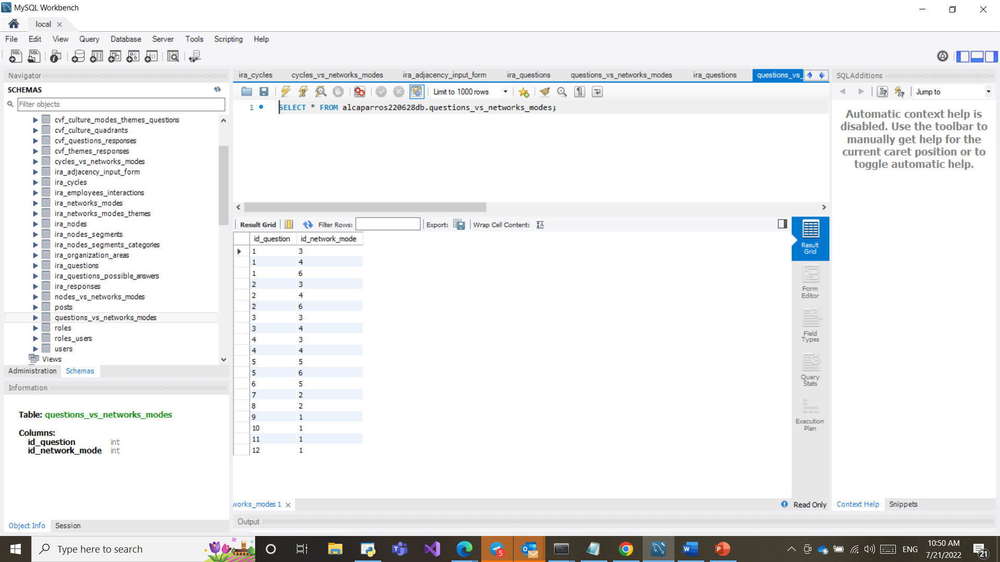 MySQL Workbench
local
File Edit View Query Database Server Tools Scripting Help
Navigator
SCHEMAS
Filter objects
cvf_culture_modes_themes_questions
cvf_culture_quadrants
cvf_questions_responses
cvf_themes_responses
cycles_vs_networks_modes
ira_adjacency_input_form
ira_cycles
ira_employees_interactions
ira_networks_modes
ira_networks_modes_themes
ira_nodes
ira_nodes_segments
ira_nodes_segments_categories
ira_organization_areas
ira_questions
ira_questions_possible_answers
ira_responses
nodes_vs_networks_modes
posts
questions_vs_networks_modes
roles
roles_users
users
Views
Administration Schemas
Information
Table: questions_vs_networks_modes
Columns:
id_question int
id_network_mode int
Object Info Session
ira_cycles cycles_vs_networks_modes ira_adjacency_input_form ira_questions questions_vs_networks_modes ira_questions questions_vs_
Limit to 1000 rows
1 SELECT * FROM alcaparros220628db.questions_vs_networks_modes;
Result Grid Filter Rows: Export: Wrap Cell Content:
id_question id_network_mode
1 3
1 4
1 6
2 3
2 4
2 6
3 3
3 4
4 3
4 4
5 5
5 6
6 5
7 2
8 2
9 1
10 1
11 1
12 1
Result
Grid
Form
Editor
Field
Types
Query
Stats
Execution
Plan
works_modes 1
Read Only
Output
SQLAdditions
Jump to
Automatic context help is
disabled. Use the toolbar to
manually get help for the
current caret position or to
toggle automatic help.
Context Help Snippets
Type here to search
5
ENG
10:50 AM
7/21/2022
21